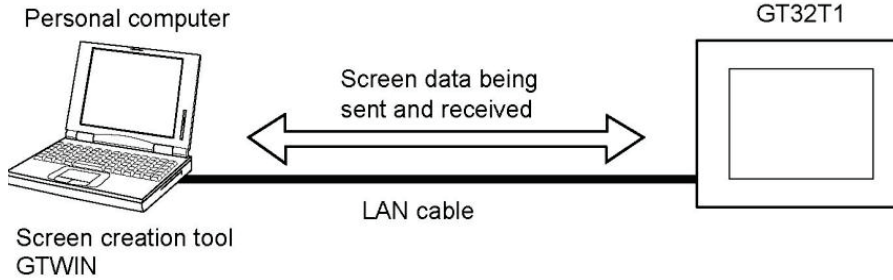 Personal computer
GT32T1
Screen data being
sent and received
LAN cable
Screen creation tool
GTWIN